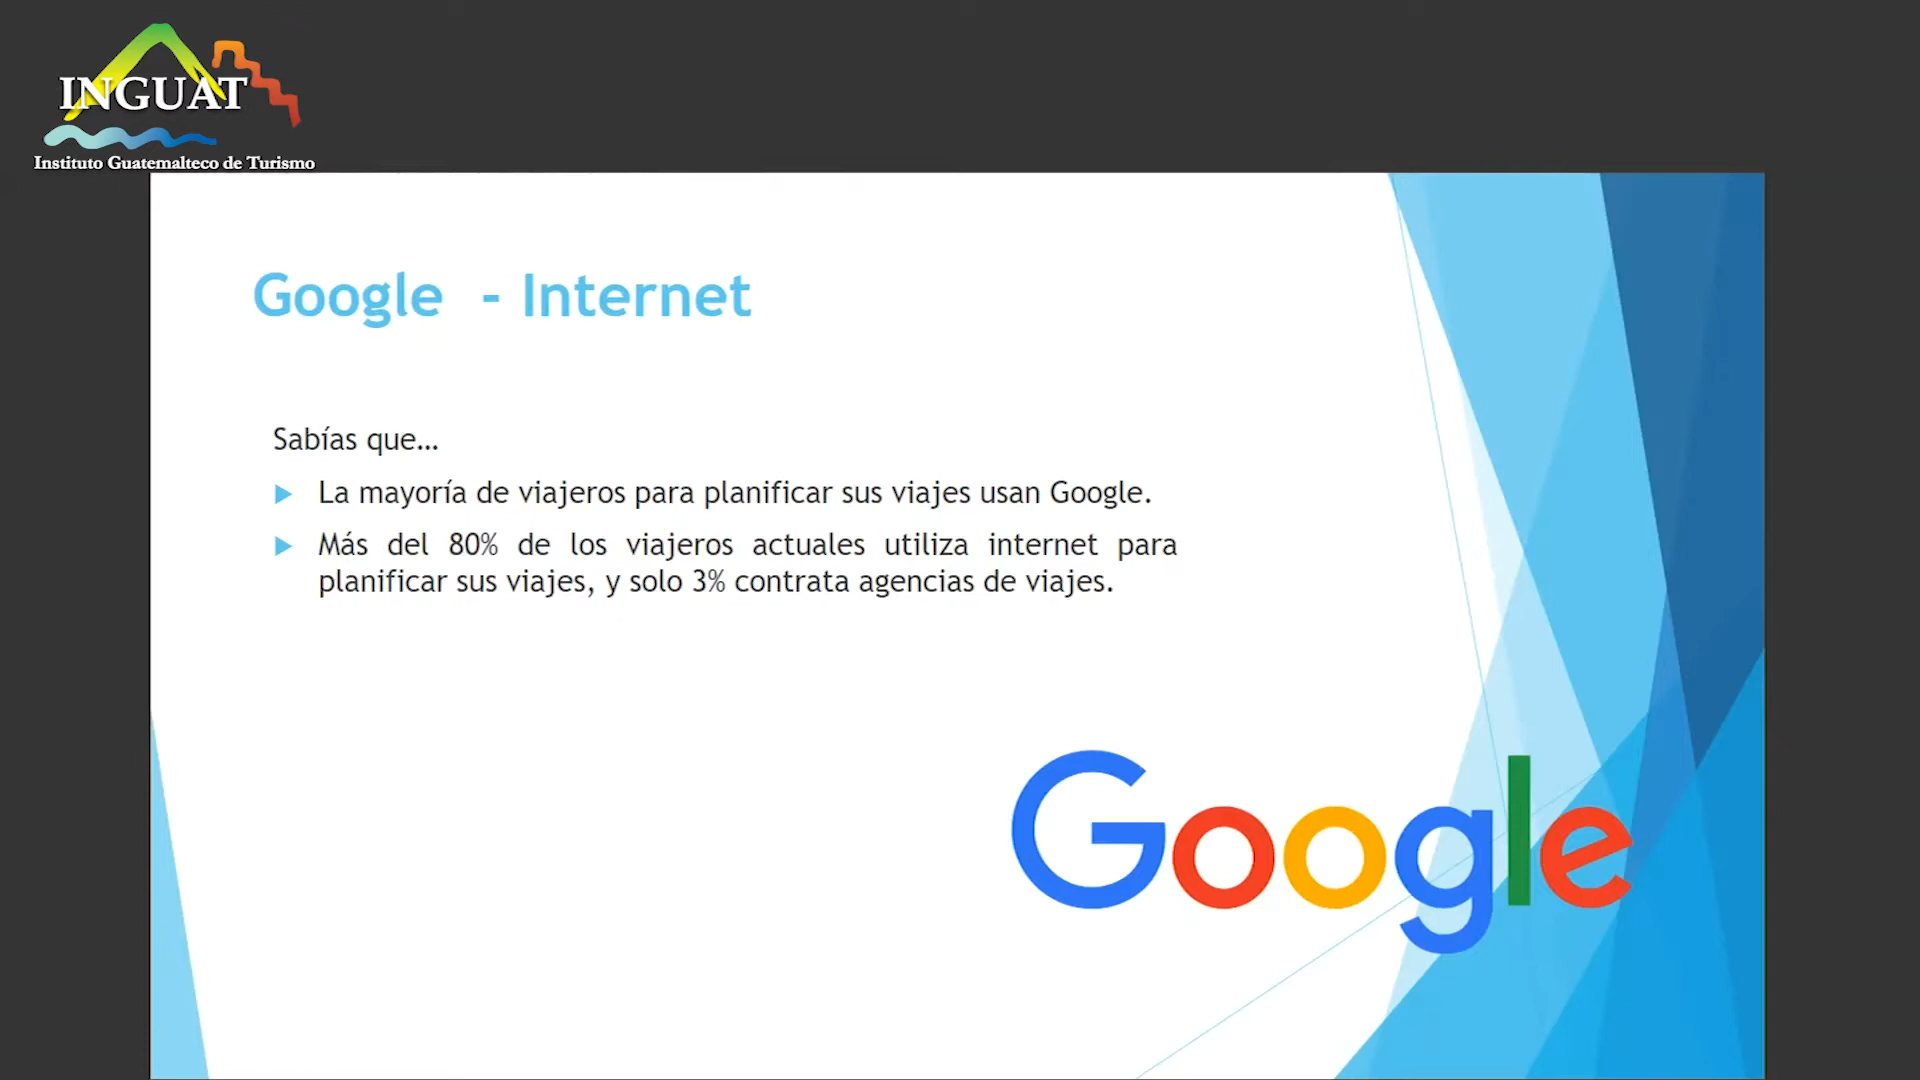 INGUAT
Instituto Guatemalteco de Turismo
Google - Internet
Sabías que...
La mayoría de viajeros para planificar sus viajes usan Google.
Más del 80% de los viajeros actuales utiliza internet para
planificar sus viajes, y solo 3% contrata agencias de viajes.
Google